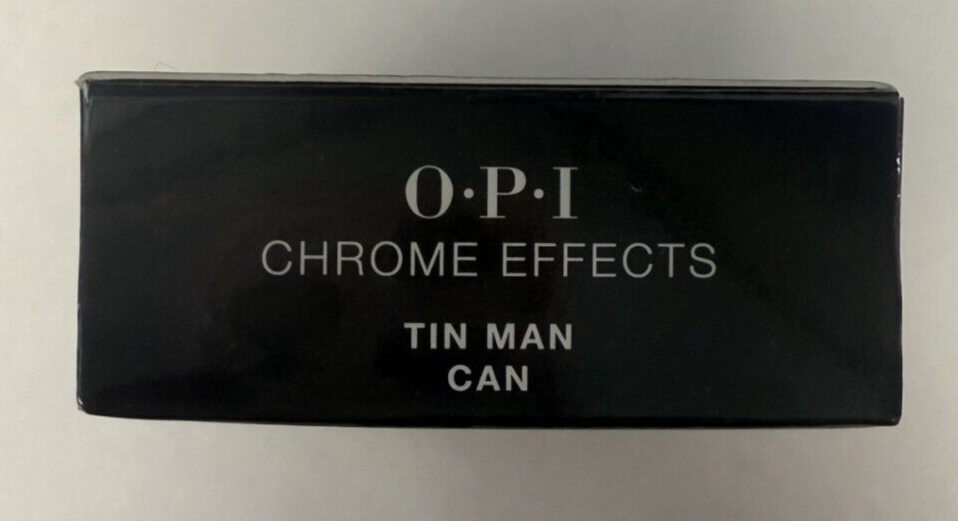 O·P·I
CHROME EFFECTS
TIN MAN
CAN